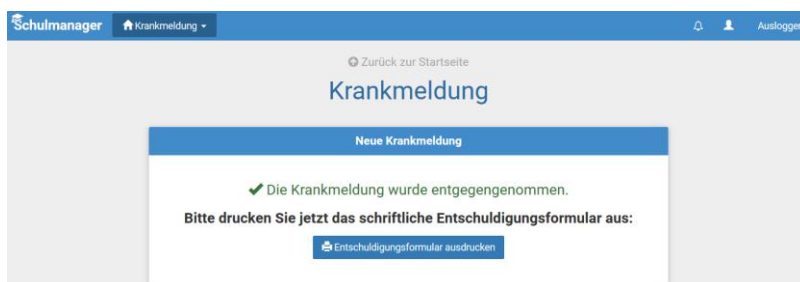 Schulmanager Krankmeldung Ausloggen
Zurück zur Startseite
Krankmeldung
Neue Krankmeldung
Die Krankmeldung wurde entgegengenommen.
Bitte drucken Sie jetzt das schriftliche Entschuldigungsformular aus:
Entschuldigungsformular ausdrucken